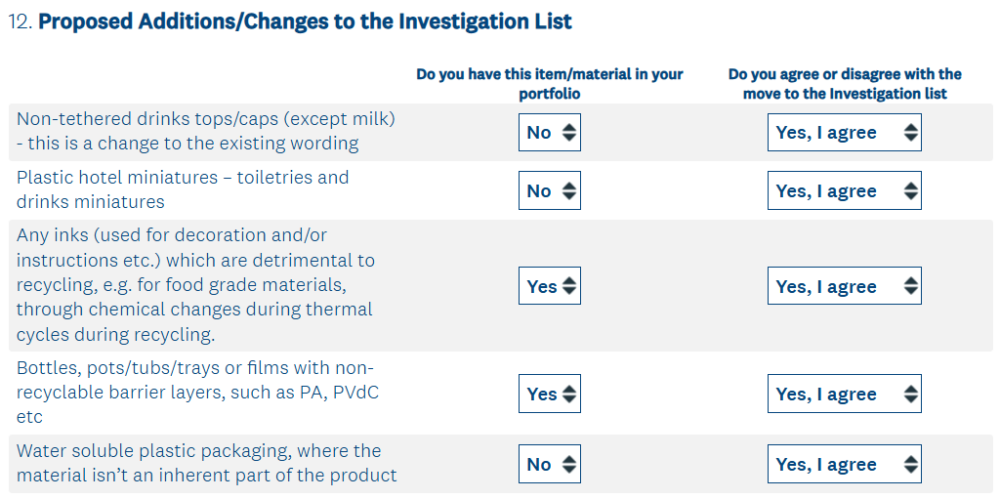 12. Proposed Additions/Changes to the Investigation List
Do you have this item/material in your
portfolio
Do you agree or disagree with the
move to the Investigation list
Non-tethered drinks tops/caps (except milk)
- this is a change to the existing wording
No
Yes, I agree
Plastic hotel miniatures – toiletries and
drinks miniatures
No
Yes, I agree
Any inks (used for decoration and/or
instructions etc.) which are detrimental to
recycling, e.g. for food grade materials,
through chemical changes during thermal
cycles during recycling.
Yes
Yes, I agree
Bottles, pots/tubs/trays or films with non-
recyclable barrier layers, such as PA, PVdC
etc
Yes
Yes, I agree
Water soluble plastic packaging, where the
material isn't an inherent part of the product
No
Yes, I agree